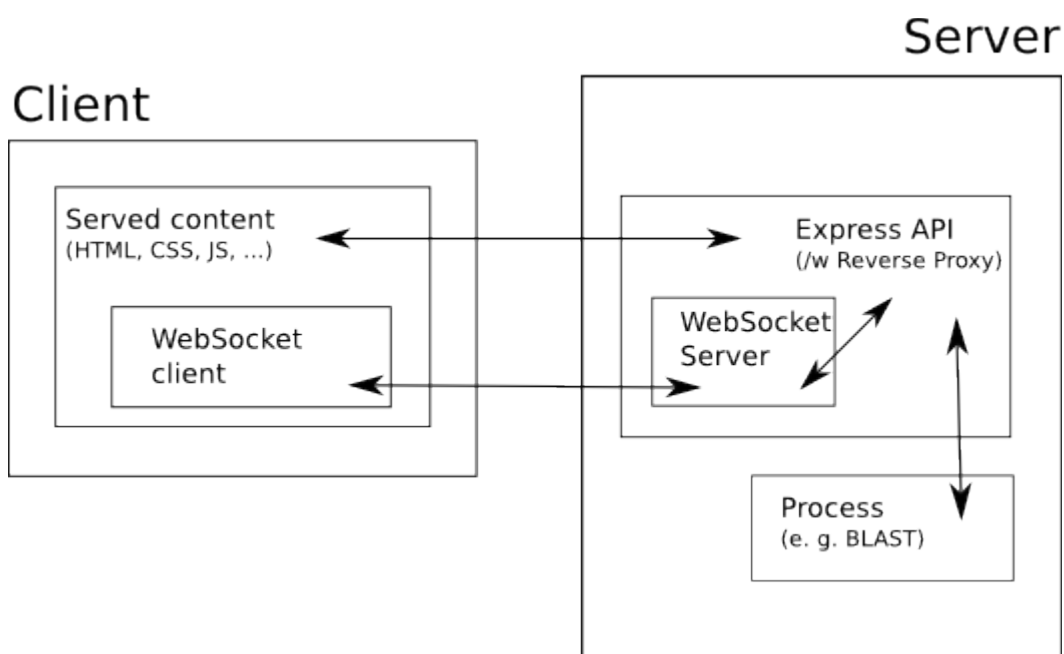 Server
Client
Served content
(HTML, CSS, JS, ...)
WebSocket
client
Express API
(/w Reverse Proxy)
WebSocket
Server
Process
(e. g. BLAST)